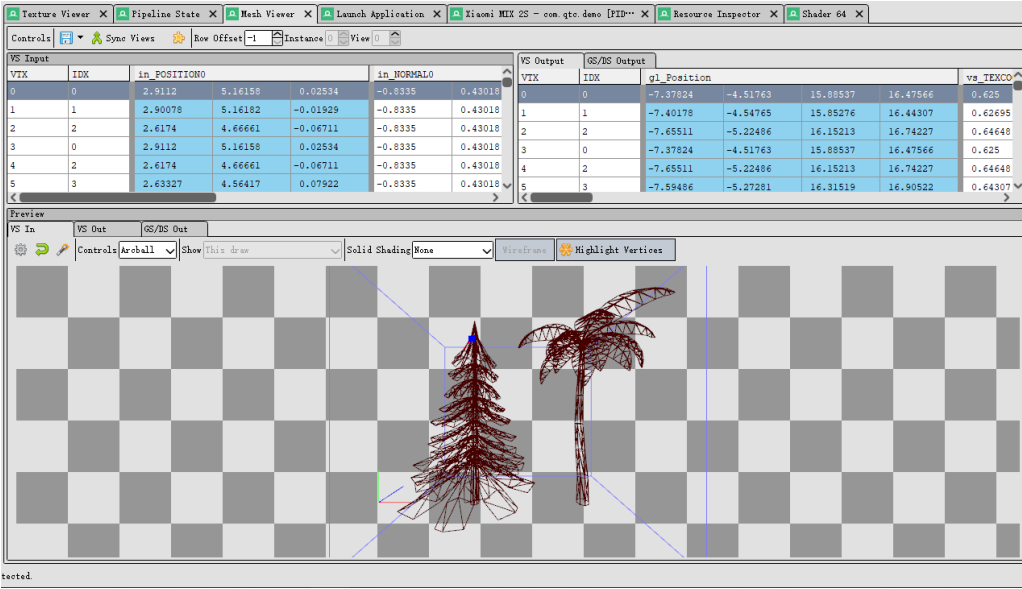 Texture Viewer Pipeline State Mesh Viewer Launch Application Xiaomi MIX 2S - com.qtc.demo [PID··· Resource Inspector Shader 64
Controls Sync Views Row Offset -1 Instance 0 View 0
VS Input
VTX IDX in_POSITION0 in_NORMAL0
0 0 2.9112 5.16158 0.02534 -0.8335 0.43018
1 1 2.90078 5.16182 -0.01929 -0.8335 0.43018
2 2 2.6174 4.66661 -0.06711 -0.8335 0.43018
3 0 2.9112 5.16158 0.02534 -0.8335 0.43018
4 2 2.6174 4.66661 -0.06711 -0.8335 0.43018
5 3 2.63327 4.56417 0.07922 -0.8335 0.43018
VS Output GS/DS Output
VTX IDX gl_Position vs_TEXCO
0 0 -7.37824 -4.51763 15.88537 16.47566 0.625
1 1 -7.40178 -4.54765 15.85276 16.44307 0.62695
2 2 -7.65511 -5.22486 16.15213 16.74227 0.64648
3 0 -7.37824 -4.51763 15.88537 16.47566 0.625
4 2 -7.65511 -5.22486 16.15213 16.74227 0.64648
5 3 -7.59486 -5.27281 16.31519 16.90522 0.64307
Preview
VS In VS Out GS/DS Out
Controls Arcball Show This draw Solid Shading None Wireframe Highlight Vertices
tected.